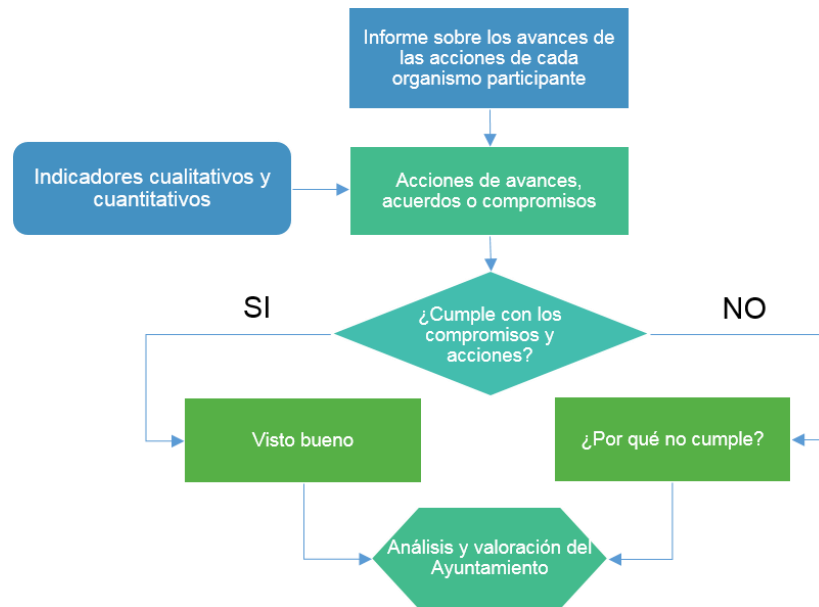 Informe sobre los avances de
las acciones de cada
organismo participante
Indicadores cualitativos y
cuantitativos
Acciones de avances,
acuerdos o compromisos
SI
¿Cumple con los
compromisos y
acciones?
NO
Visto bueno
¿Por qué no cumple?
Análisis y valoración del
Ayuntamiento